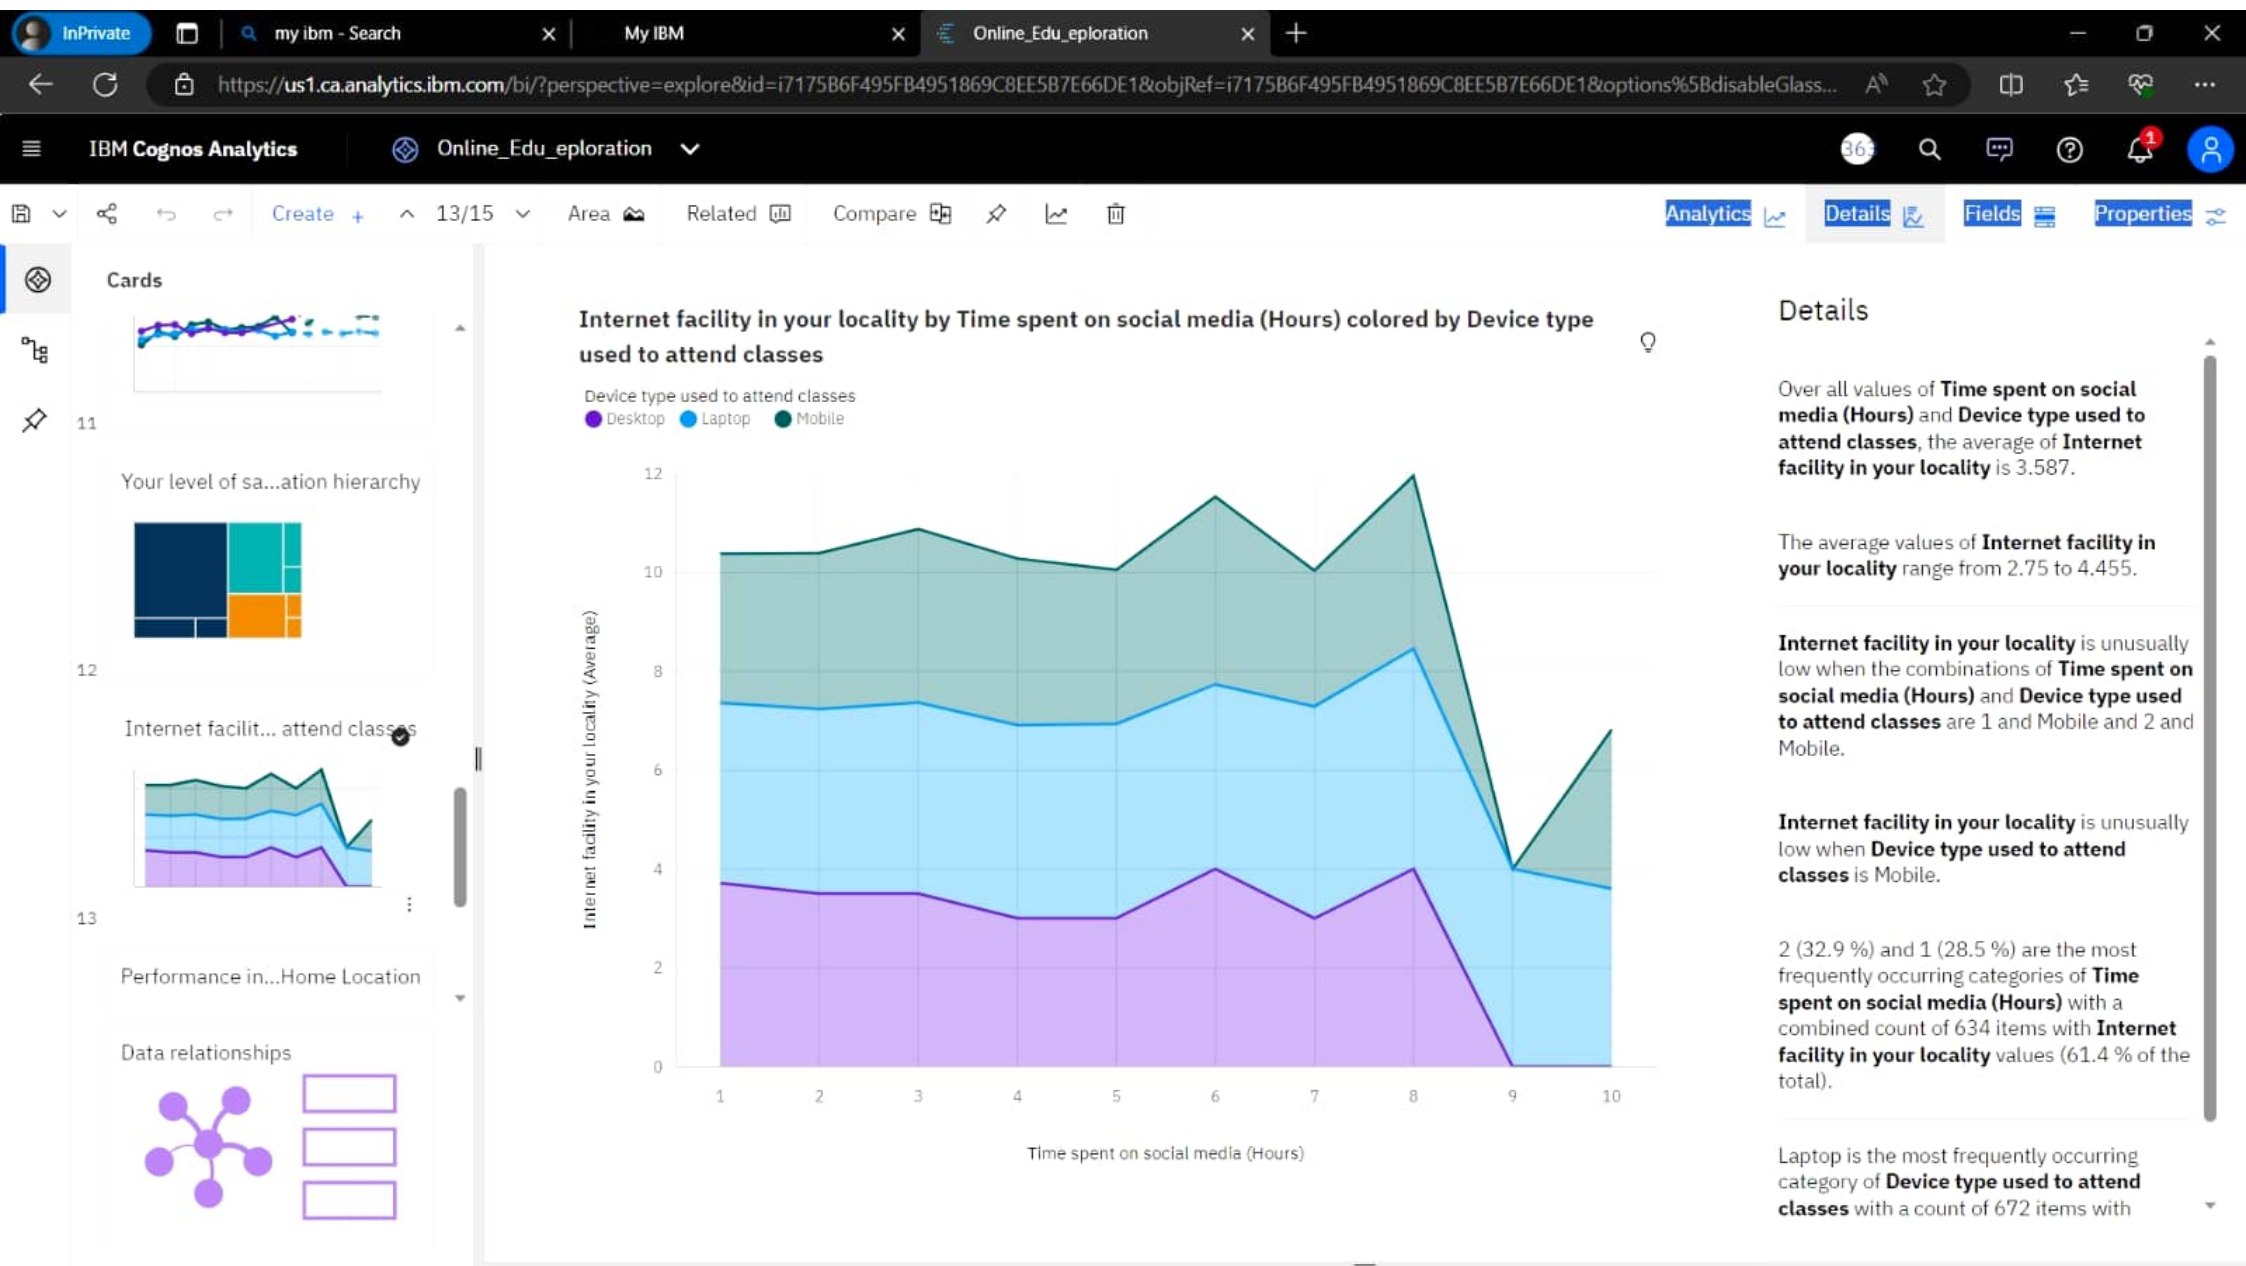 InPrivate
my ibm - Search
My IBM
Online_Edu_eploration
https://us1.ca.analytics.ibm.com/bi/?perspective=explore&id=i7175B6F495FB4951869C8EE5B7E66DE1&objRef=i7175B6F495FB4951869C8EE5B7E66DE1&options%5BdisableGlass...
IBM Cognos Analytics
Online_Edu_eploration
363
1
Create +
13/15
Area
Related
Compare
Analytics
Details
Fields
Properties
Cards
11
Your level of sa...ation hierarchy
12
Internet facilit... attend classes
13
Performance in...Home Location
Data relationships
Internet facility in your locality by Time spent on social media (Hours) colored by Device type
used to attend classes
Device type used to attend classes
Desktop Laptop Mobile
12
10
8
6
4
2
0
Internet facility in your locality (Average)
1 2 3 4 5 6 7 8 9 10
Time spent on social media (Hours)
Details
Over all values of Time spent on social
media (Hours) and Device type used to
attend classes, the average of Internet
facility in your locality is 3.587.
The average values of Internet facility in
your locality range from 2.75 to 4.455.
Internet facility in your locality is unusually
low when the combinations of Time spent on
social media (Hours) and Device type used
to attend classes are 1 and Mobile and 2 and
Mobile.
Internet facility in your locality is unusually
low when Device type used to attend
classes is Mobile.
2 (32.9 %) and 1 (28.5 %) are the most
frequently occurring categories of Time
spent on social media (Hours) with a
combined count of 634 items with Internet
facility in your locality values (61.4 % of the
total).
Laptop is the most frequently occurring
category of Device type used to attend
classes with a count of 672 items with